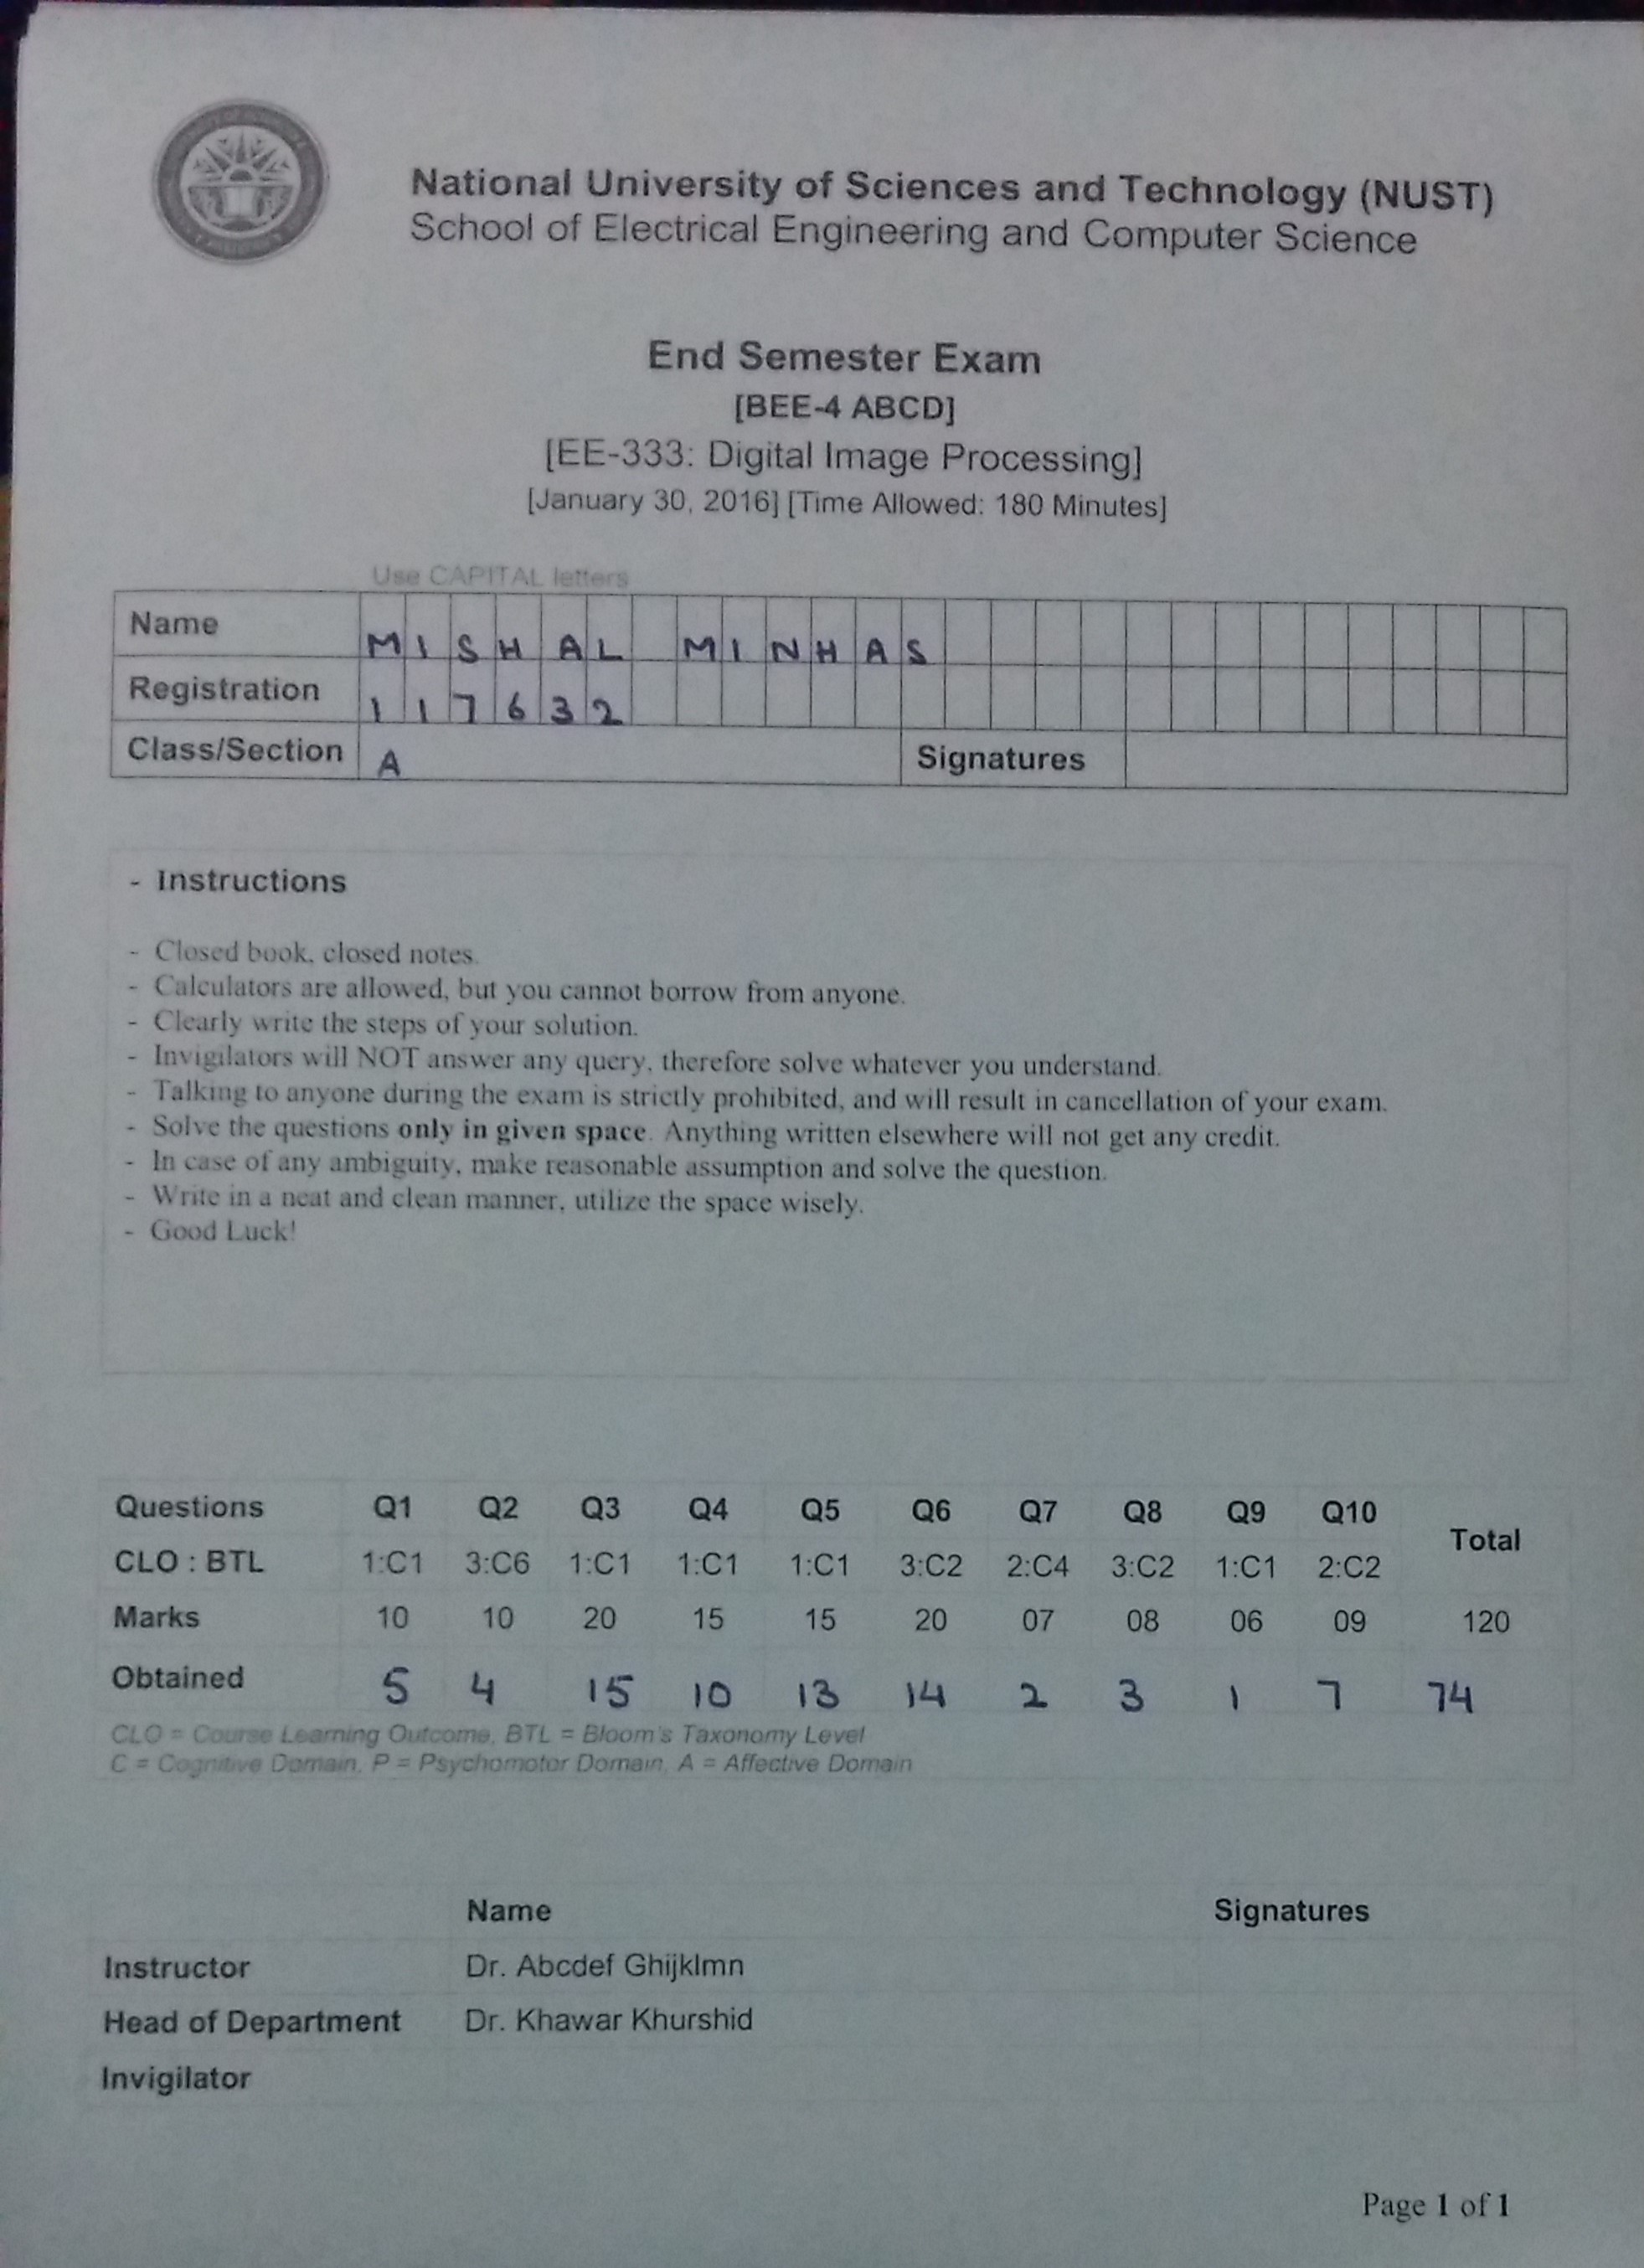 National University of Sciences and Technology (NUST)
School of Electrical Engineering and Computer Science
End Semester Exam
[BEE-4 ABCD]
[EE-333: Digital Image Processing]
[January 30, 2016] [Time Allowed: 180 Minutes]
Use CAPITAL letters
Name MISHAL MINHAS
Registration 117632
Class/Section A Signatures
- Instructions
- Closed book, closed notes.
- Calculators are allowed, but you cannot borrow from anyone.
- Clearly write the steps of your solution.
- Invigilators will NOT answer any query, therefore solve whatever you understand.
- Talking to anyone during the exam is strictly prohibited, and will result in cancellation of your exam.
- Solve the questions only in given space. Anything written elsewhere will not get any credit.
- In case of any ambiguity, make reasonable assumption and solve the question.
- Write in a neat and clean manner, utilize the space wisely.
- Good Luck!
Questions Q1 Q2 Q3 Q4 Q5 Q6 Q7 Q8 Q9 Q10 Total
CLO : BTL 1:C1 3:C6 1:C1 1:C1 1:C1 3:C2 2:C4 3:C2 1:C1 2:C2
Marks 10 10 20 15 15 20 07 08 06 09 120
Obtained 5 4 15 10 13 14 2 3 1 7 74
CLO = Course Learning Outcome, BTL = Bloom's Taxonomy Level
C = Cognitive Domain, P = Psychomotor Domain, A = Affective Domain
Name Signatures
Instructor Dr. Abcdef Ghijklmn
Head of Department Dr. Khawar Khurshid
Invigilator
Page 1 of 1